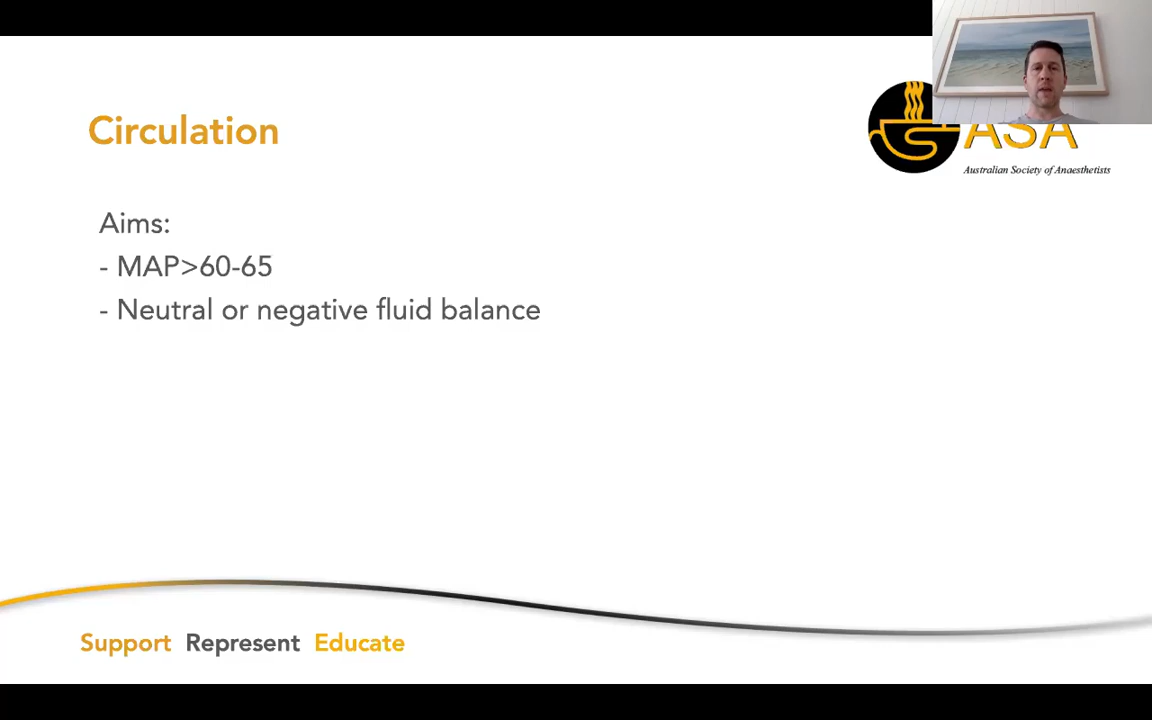 Circulation
ASA
Australian Society of Anaesthetists
Aims:
- MAP>60-65
- Neutral or negative fluid balance
Support Represent Educate